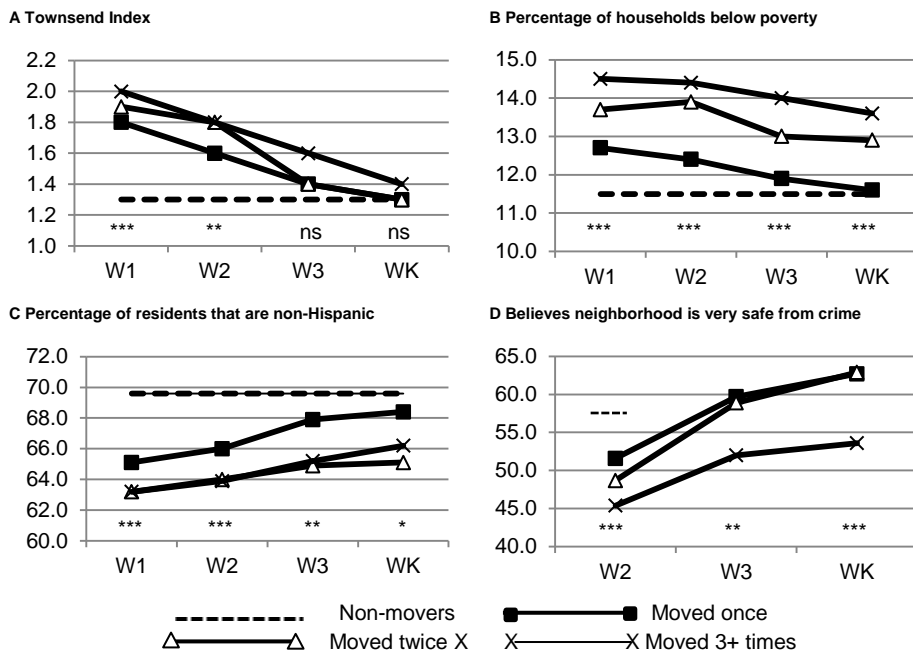 A Townsend Index
2.2
2.0
1.8
1.6
1.4
1.2
1.0
*** ** ns ns
W1 W2 W3 WK
B Percentage of households below poverty
15.0
14.0
13.0
12.0
11.0
10.0
*** *** *** ***
W1 W2 W3 WK
C Percentage of residents that are non-Hispanic
72.0
70.0
68.0
66.0
64.0
62.0
60.0
*** *** ** *
W1 W2 W3 WK
D Believes neighborhood is very safe from crime
65.0
60.0
55.0
50.0
45.0
40.0
*** ** ***
W2 W3 WK
Non-movers Moved once
Moved twice X X Moved 3+ times